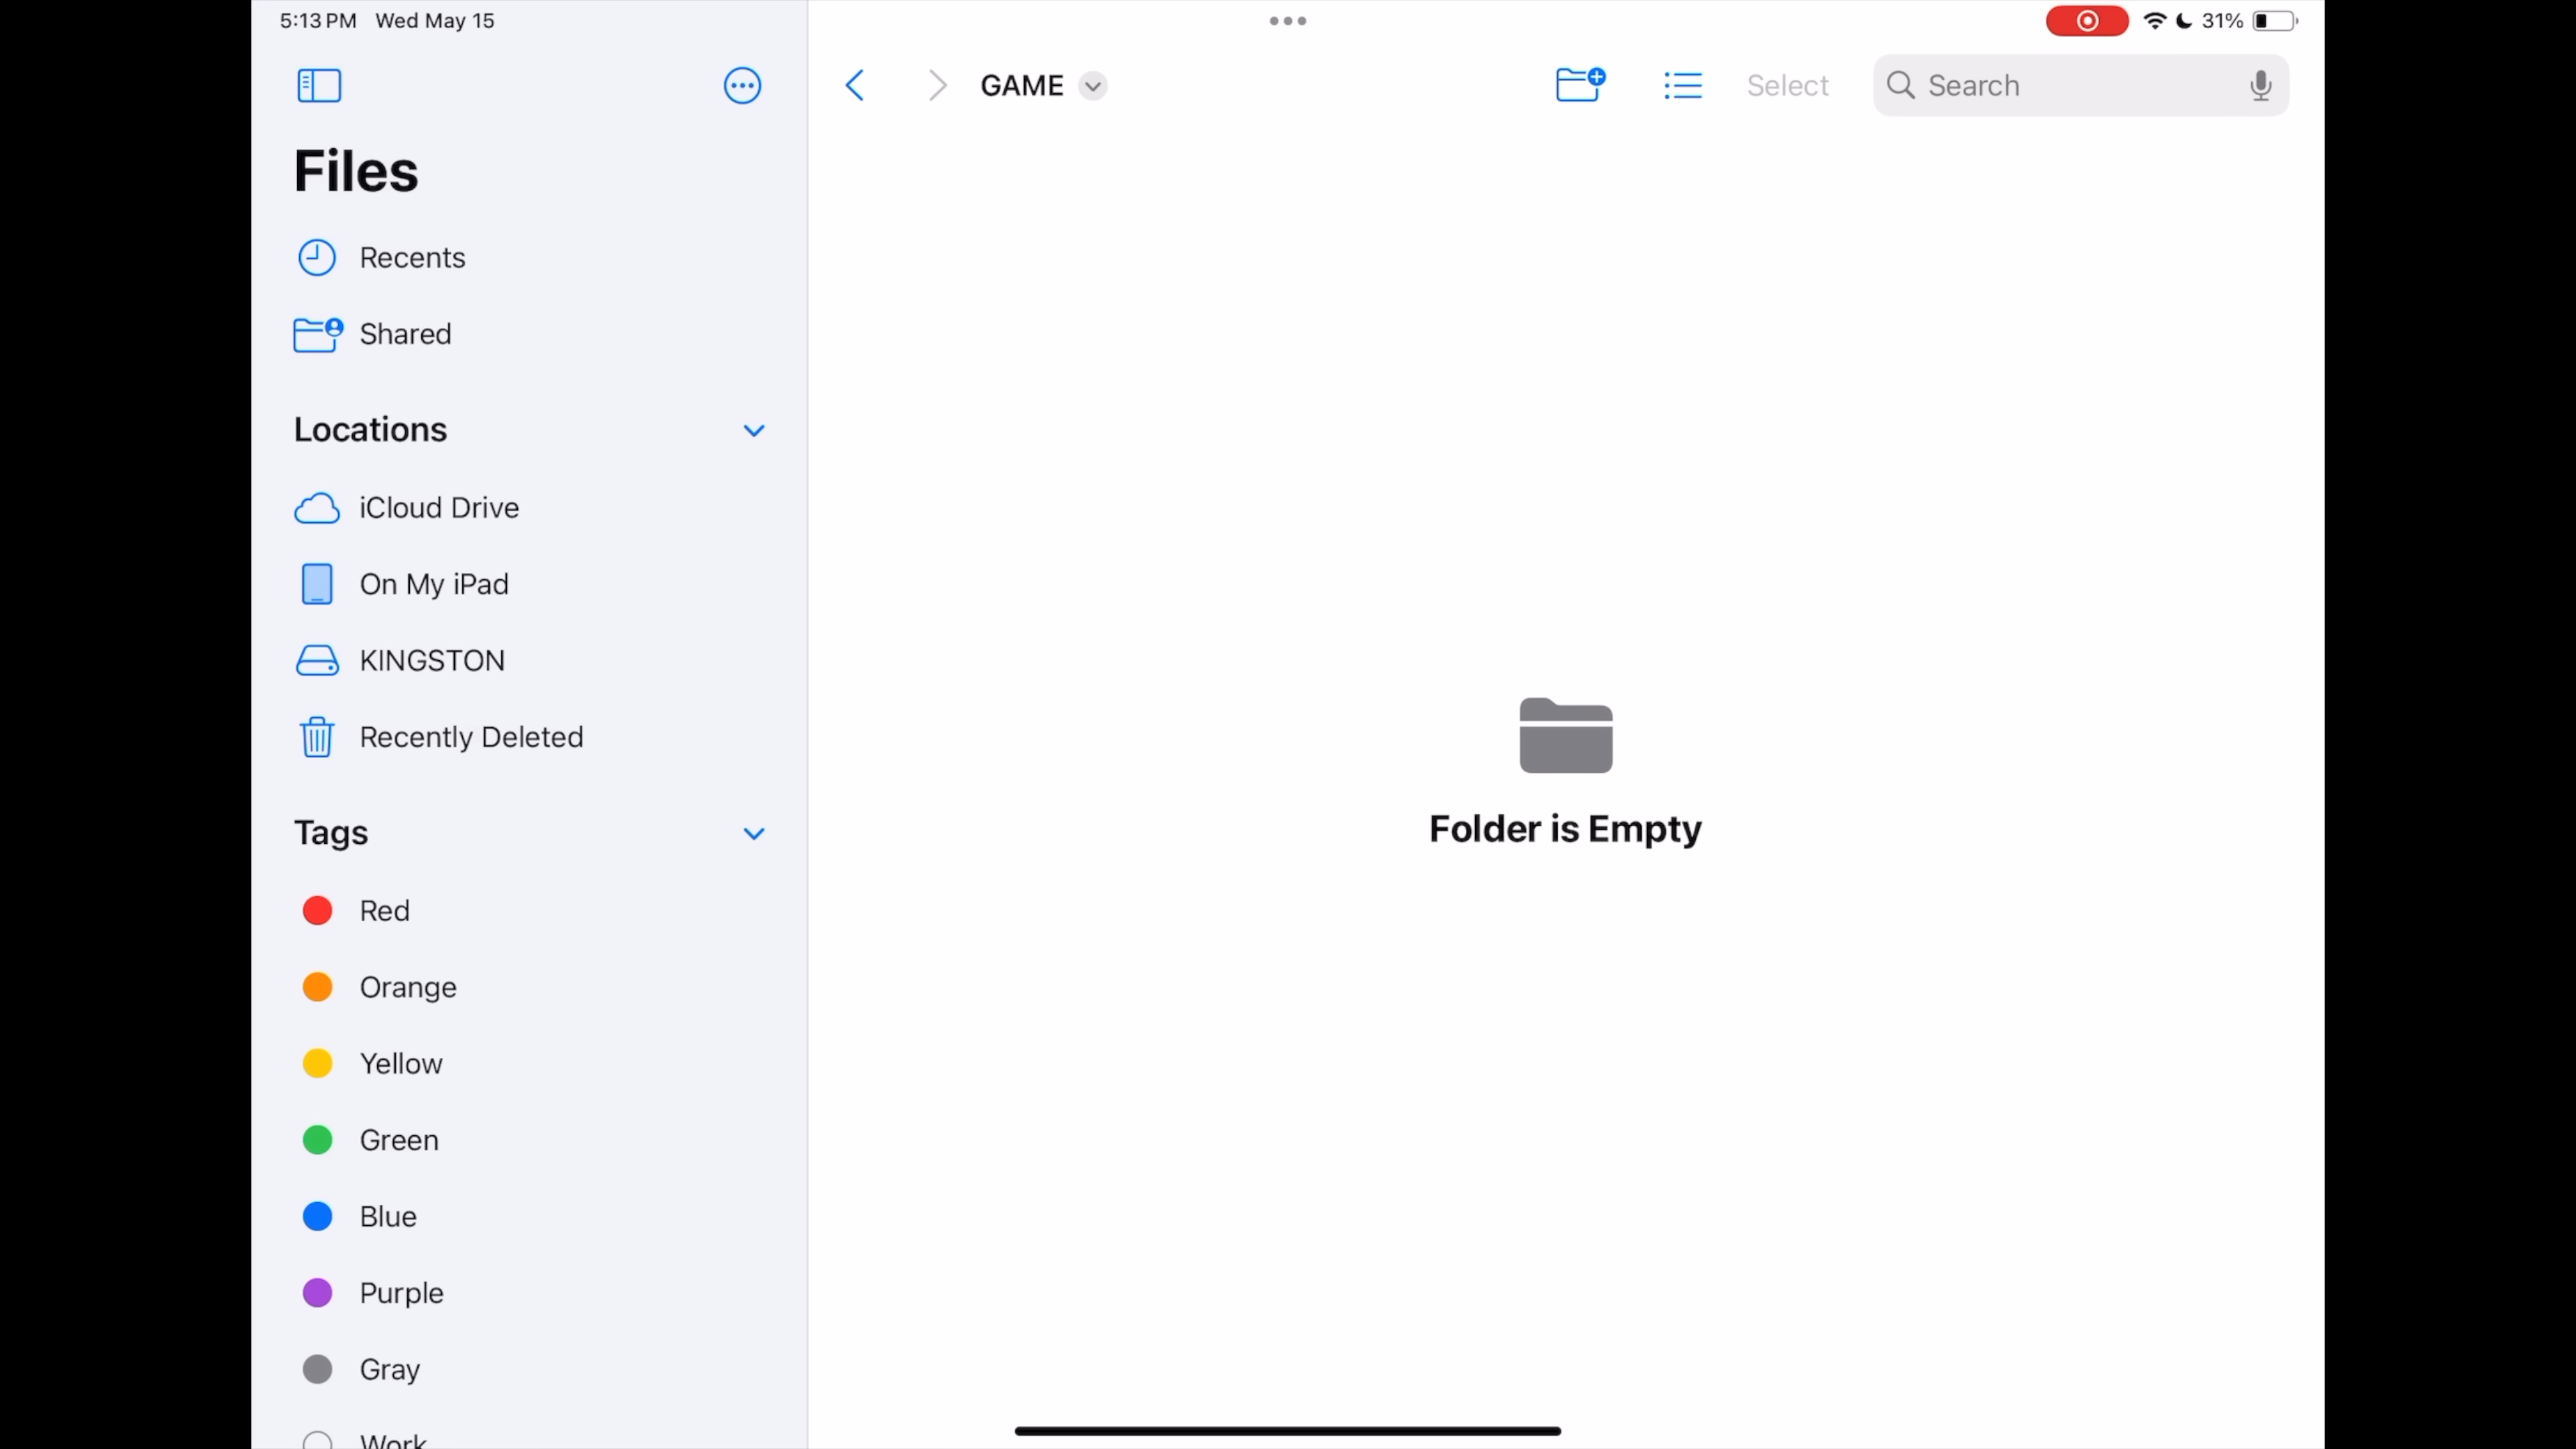 5:13 PM Wed May 15
31%
Files
Recents
Shared
Locations
iCloud Drive
On My iPad
KINGSTON
Recently Deleted
Tags
Red
Orange
Yellow
Green
Blue
Purple
Gray
Work
GAME
Select
Search
Folder is Empty